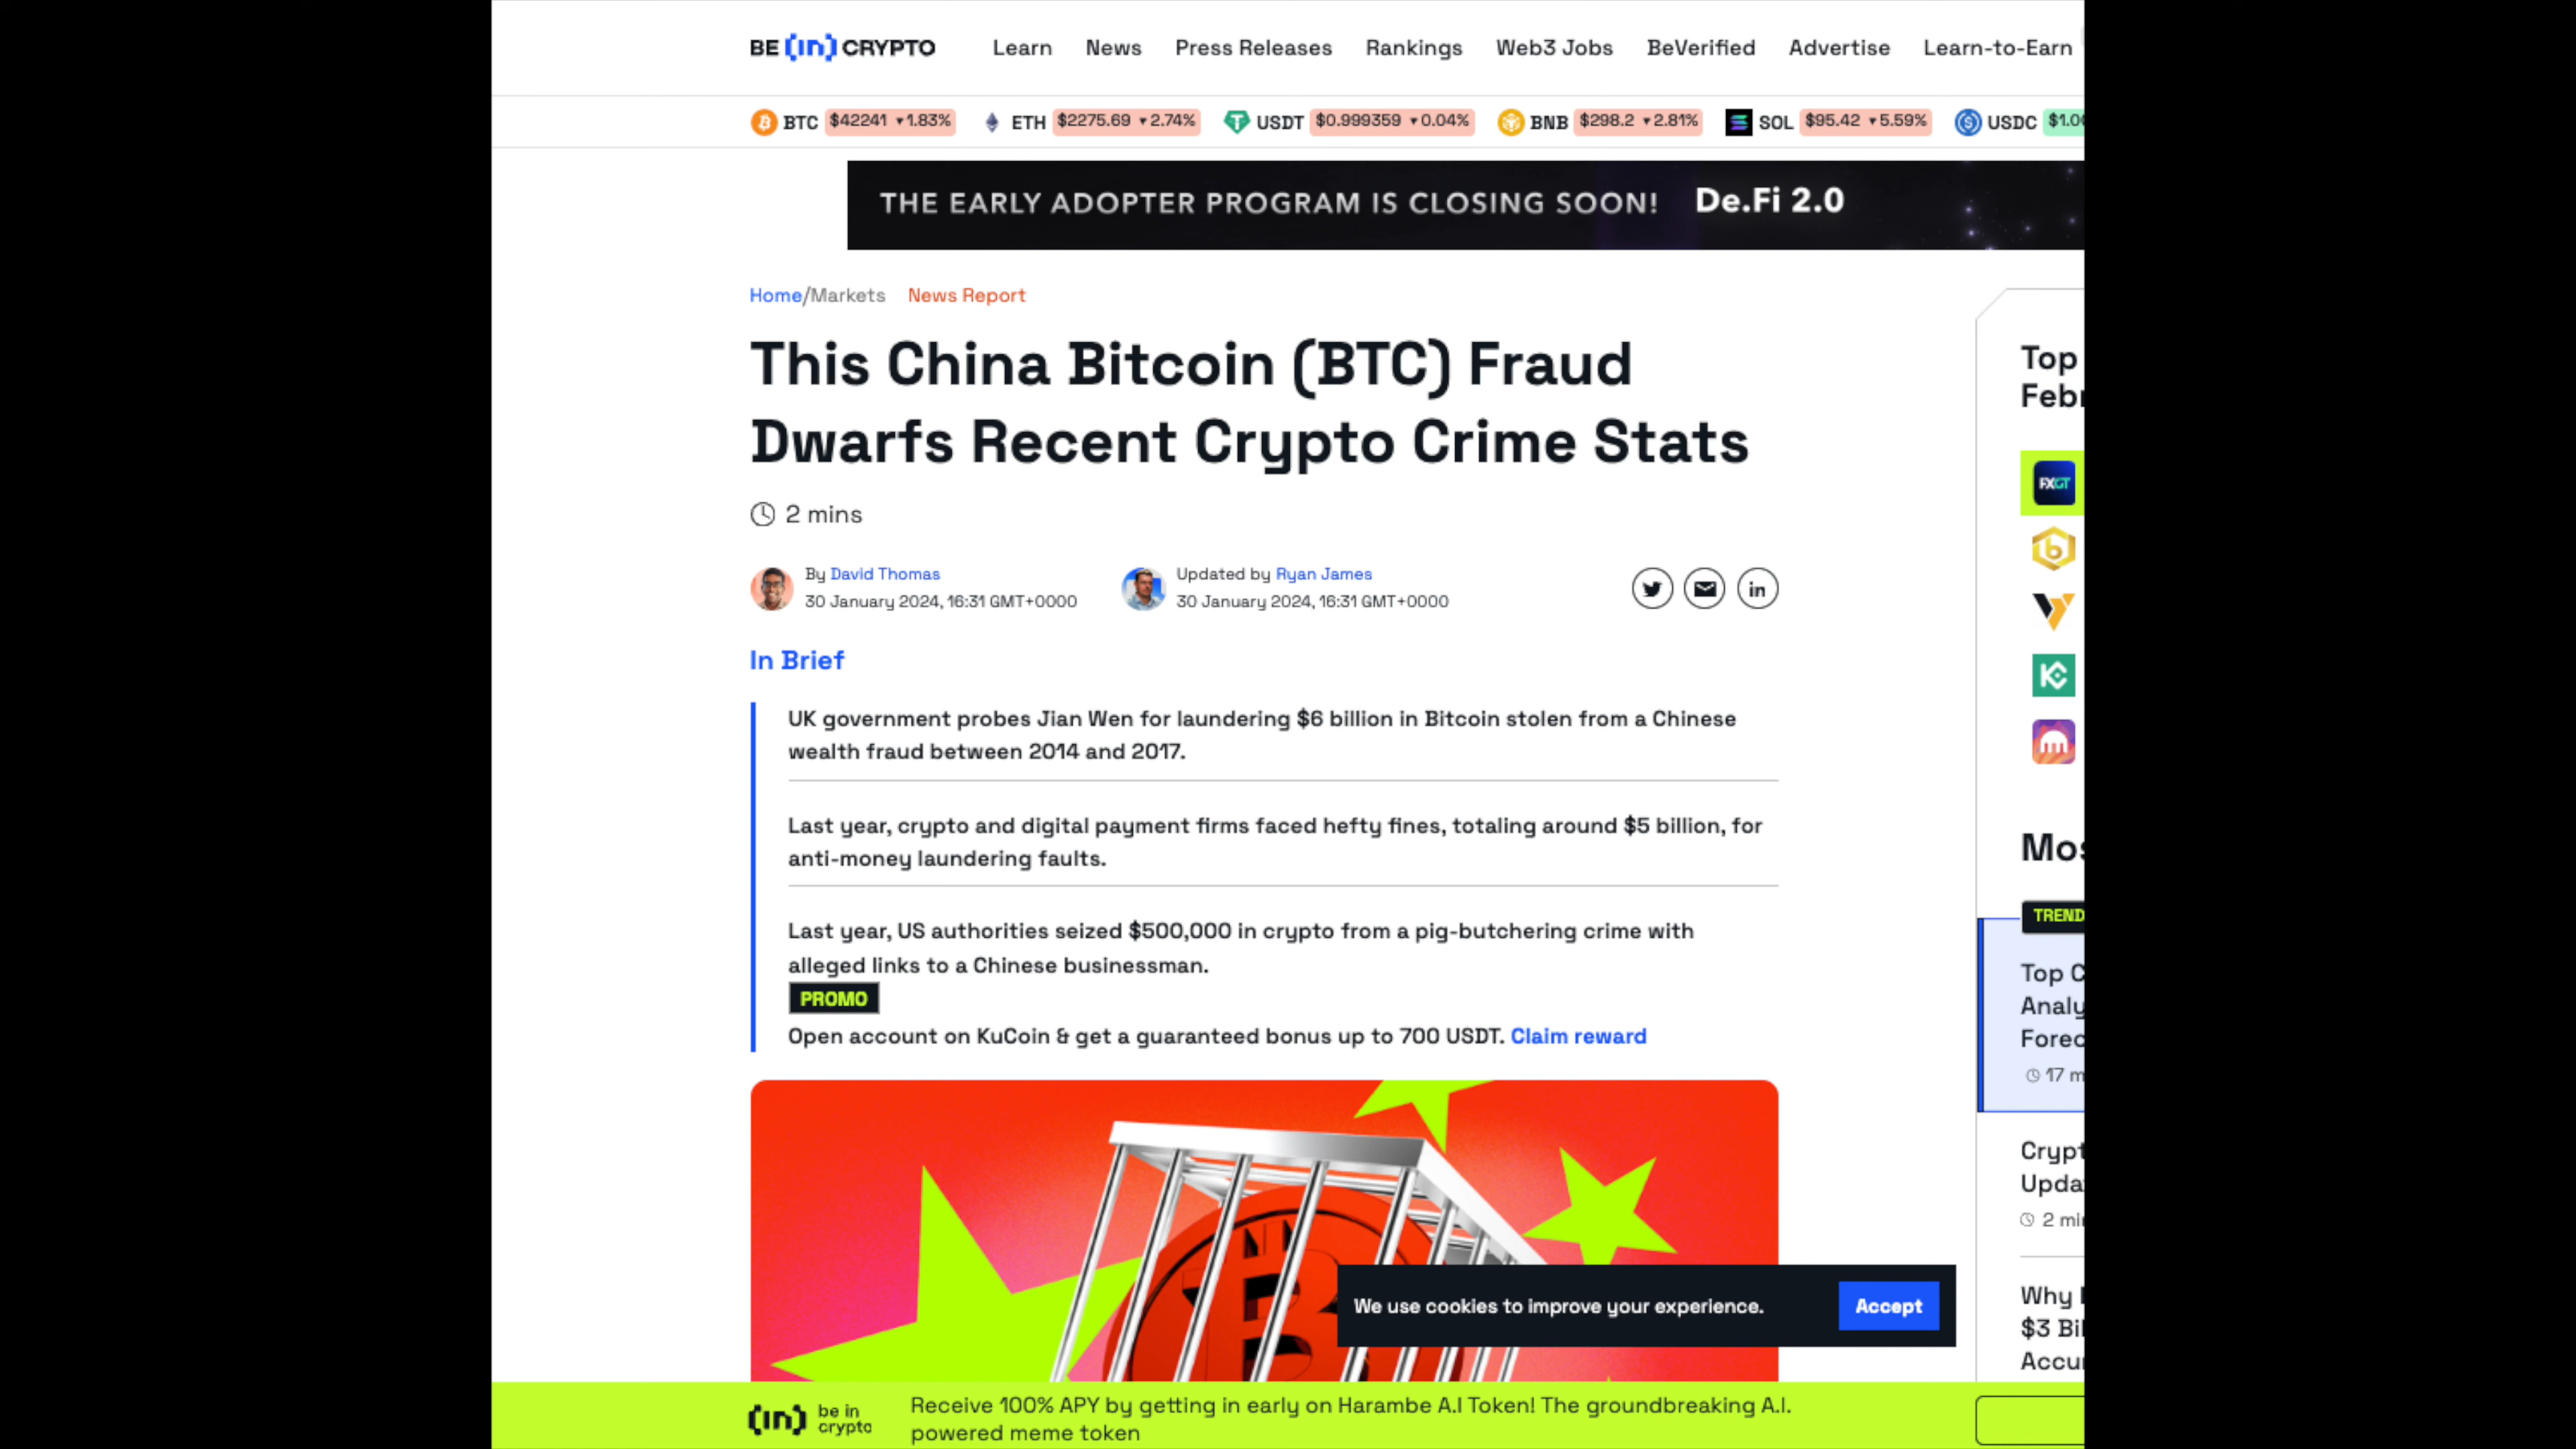 BE [in] CRYPTO Learn News Press Releases Rankings Web3 Jobs BeVerified Advertise Learn-to-Earn
BTC $42241 ▾1.83% ETH $2275.69 ▾2.74% USDT $0.999359 ▾0.04% BNB $298.2 ▾2.81% SOL $95.42 ▾5.59% USDC
THE EARLY ADOPTER PROGRAM IS CLOSING SOON! De.Fi 2.0
Home/Markets News Report
This China Bitcoin (BTC) Fraud
Dwarfs Recent Crypto Crime Stats
2 mins
By David Thomas
30 January 2024, 16:31 GMT+0000
Updated by Ryan James
30 January 2024, 16:31 GMT+0000
in
In Brief
UK government probes Jian Wen for laundering $6 billion in Bitcoin stolen from a Chinese
wealth fraud between 2014 and 2017.
Last year, crypto and digital payment firms faced hefty fines, totaling around $5 billion, for
anti-money laundering faults.
Last year, US authorities seized $500,000 in crypto from a pig-butchering crime with
alleged links to a Chinese businessman.
PROMO
Open account on KuCoin & get a guaranteed bonus up to 700 USDT. Claim reward
We use cookies to improve your experience.
Accept
[in] be in
crypto
Receive 100% APY by getting in early on Harambe A.I Token! The groundbreaking A.I.
powered meme token
Top
FXGT
Top
17
2
Why
$3